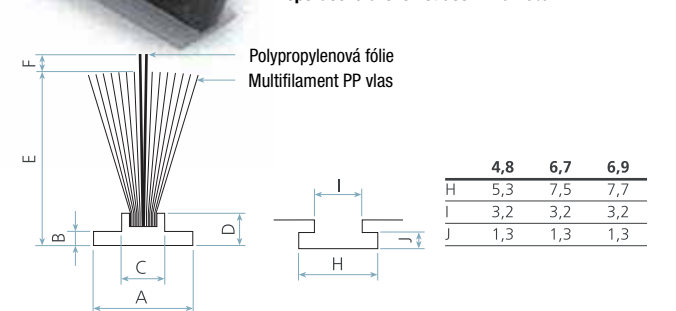 Polypropylenová fólie
Multifilament PP vlas
F
E
B
D
C
A
I
J
H
4,8 6,7 6,9
H 5,3 7,5 7,7
I 3,2 3,2 3,2
J 1,3 1,3 1,3